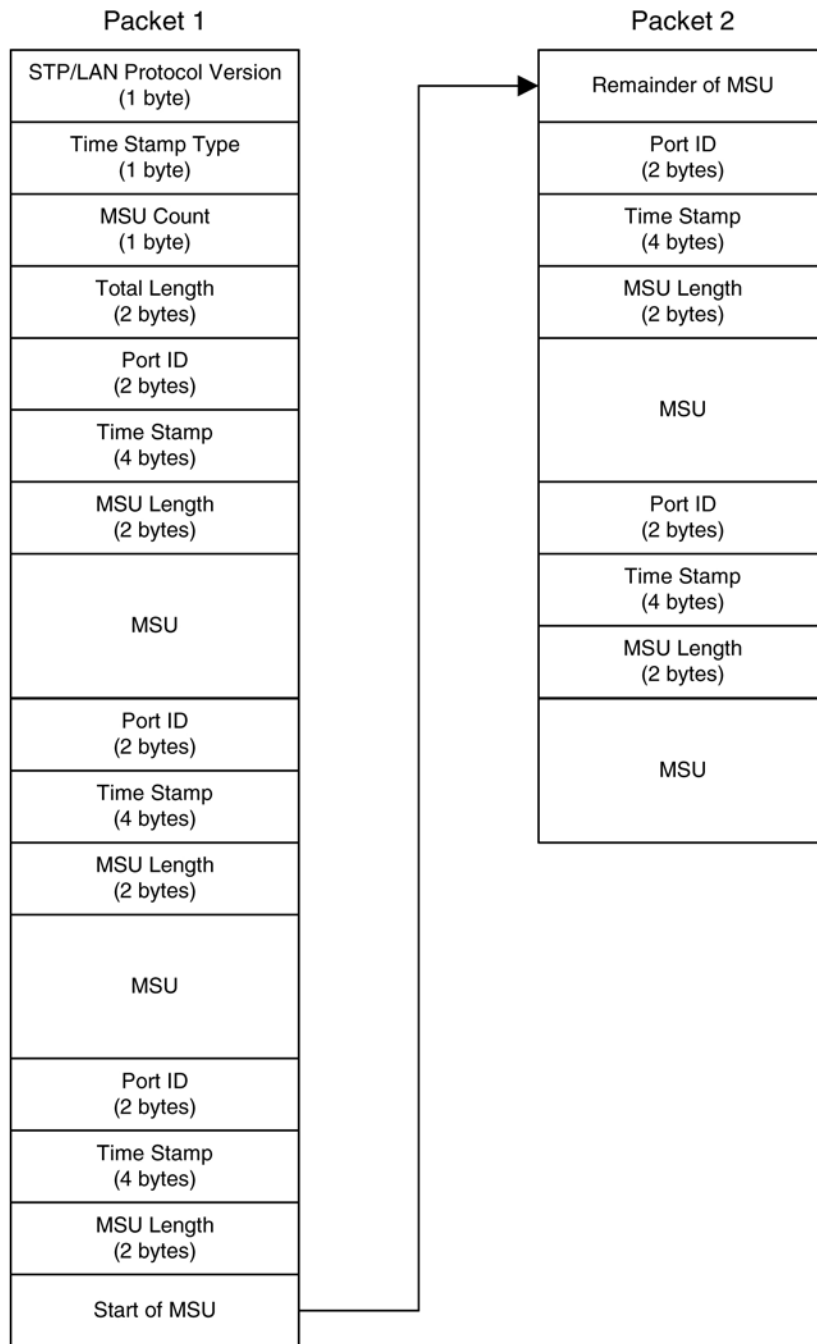 Packet 1
STP/LAN Protocol Version
(1 byte)
Time Stamp Type
(1 byte)
MSU Count
(1 byte)
Total Length
(2 bytes)
Port ID
(2 bytes)
Time Stamp
(4 bytes)
MSU Length
(2 bytes)
MSU
Port ID
(2 bytes)
Time Stamp
(4 bytes)
MSU Length
(2 bytes)
MSU
Port ID
(2 bytes)
Time Stamp
(4 bytes)
MSU Length
(2 bytes)
Start of MSU
Packet 2
Remainder of MSU
Port ID
(2 bytes)
Time Stamp
(4 bytes)
MSU Length
(2 bytes)
MSU
Port ID
(2 bytes)
Time Stamp
(4 bytes)
MSU Length
(2 bytes)
MSU